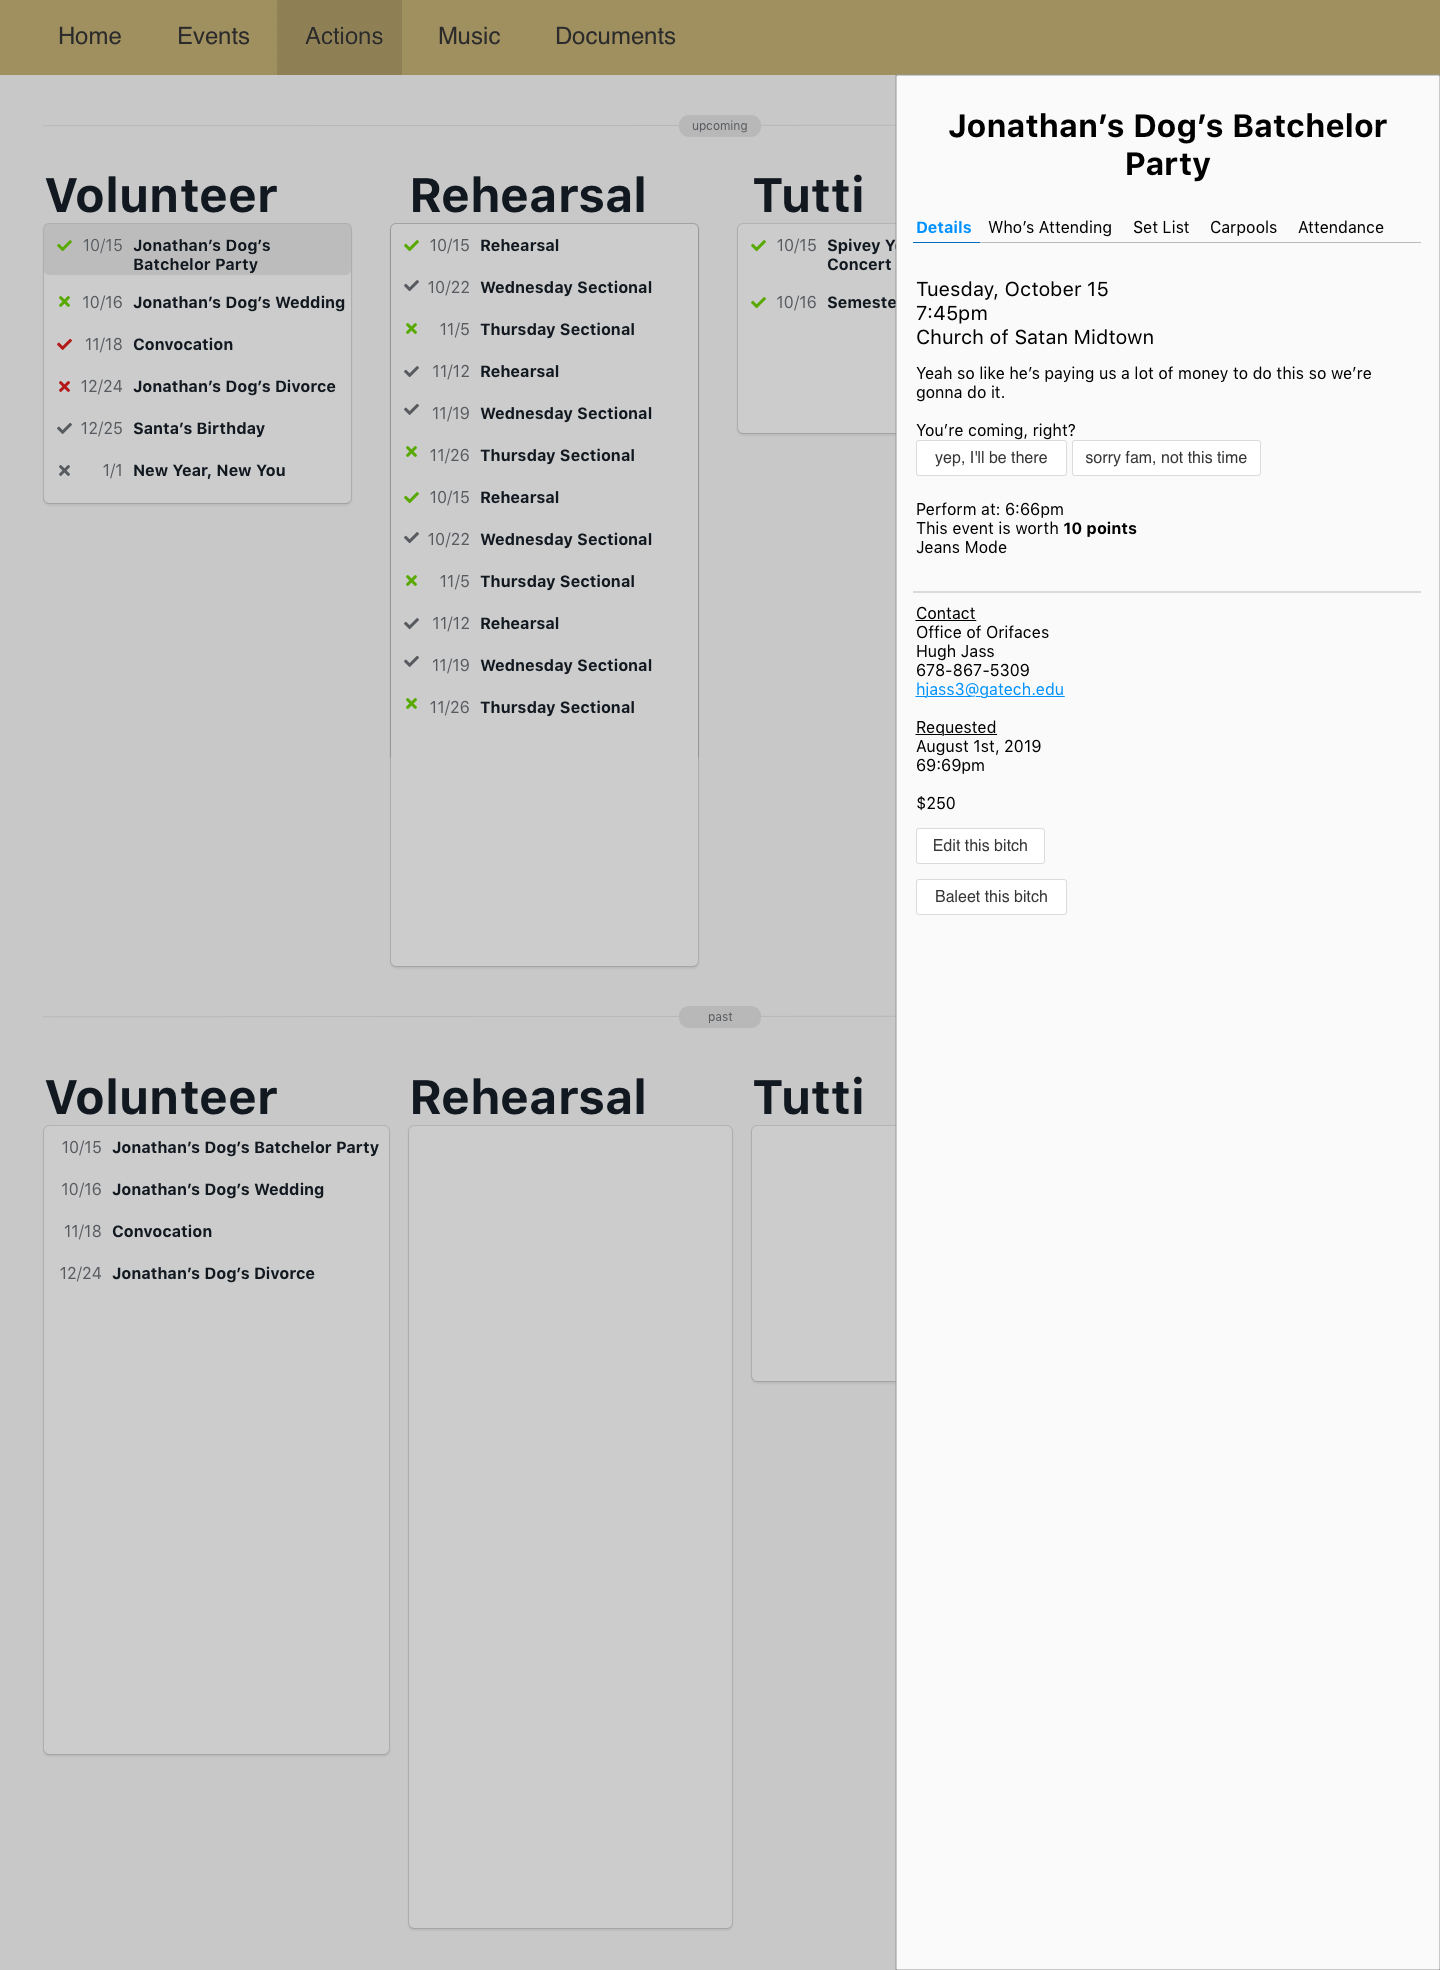 Home Events Actions Music Documents
upcoming
Volunteer
10/15 Jonathan’s Dog’s
Batchelor Party
10/16 Jonathan’s Dog’s Wedding
11/18 Convocation
12/24 Jonathan’s Dog’s Divorce
12/25 Santa’s Birthday
1/1 New Year, New You
Rehearsal
10/15 Rehearsal
10/22 Wednesday Sectional
11/5 Thursday Sectional
11/12 Rehearsal
11/19 Wednesday Sectional
11/26 Thursday Sectional
10/15 Rehearsal
10/22 Wednesday Sectional
11/5 Thursday Sectional
11/12 Rehearsal
11/19 Wednesday Sectional
11/26 Thursday Sectional
Tutti
10/15 Spivey
Concert
10/16
past
Volunteer
10/15 Jonathan’s Dog’s Batchelor Party
10/16 Jonathan’s Dog’s Wedding
11/18 Convocation
12/24 Jonathan’s Dog’s Divorce
Rehearsal
Tutti
Jonathan’s Dog’s Batchelor
Party
Details Who’s Attending Set List Carpools Attendance
Tuesday, October 15
7:45pm
Church of Satan Midtown
Yeah so like he’s paying us a lot of money to do this so we’re
gonna do it.
You’re coming, right?
yep, I'll be there sorry fam, not this time
Perform at: 6:66pm
This event is worth 10 points
Jeans Mode
Contact
Office of Orifaces
Hugh Jass
678-867-5309
hjass3@gatech.edu
Requested
August 1st, 2019
69:69pm
$250
Edit this bitch
Baleet this bitch